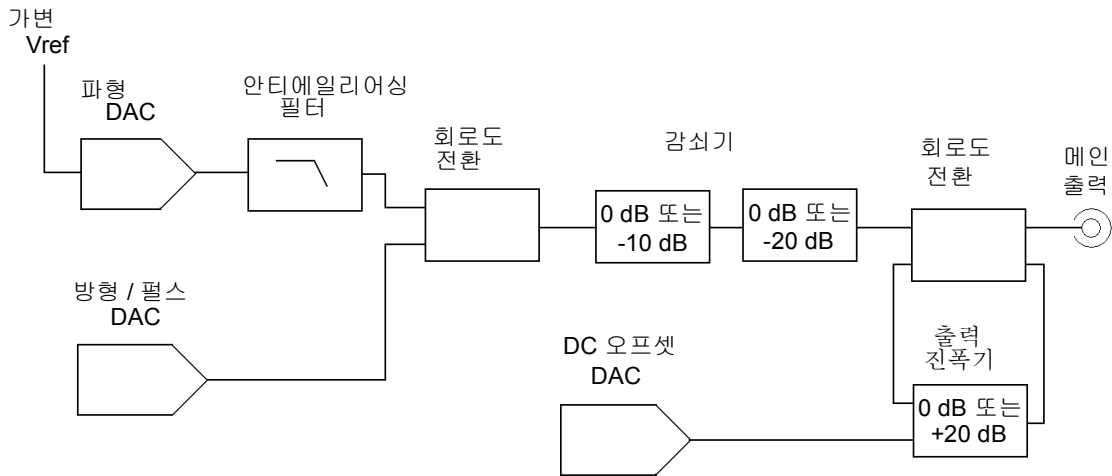 가변
Vref
파형
DAC
안티에일리어싱
필터
회로도
전환
감쇠기
회로도
전환
메인
출력
0 dB 또는
-10 dB
0 dB 또는
-20 dB
방형 / 펄스
DAC
DC 오프셋
DAC
출력
진폭기
0 dB 또는
+20 dB